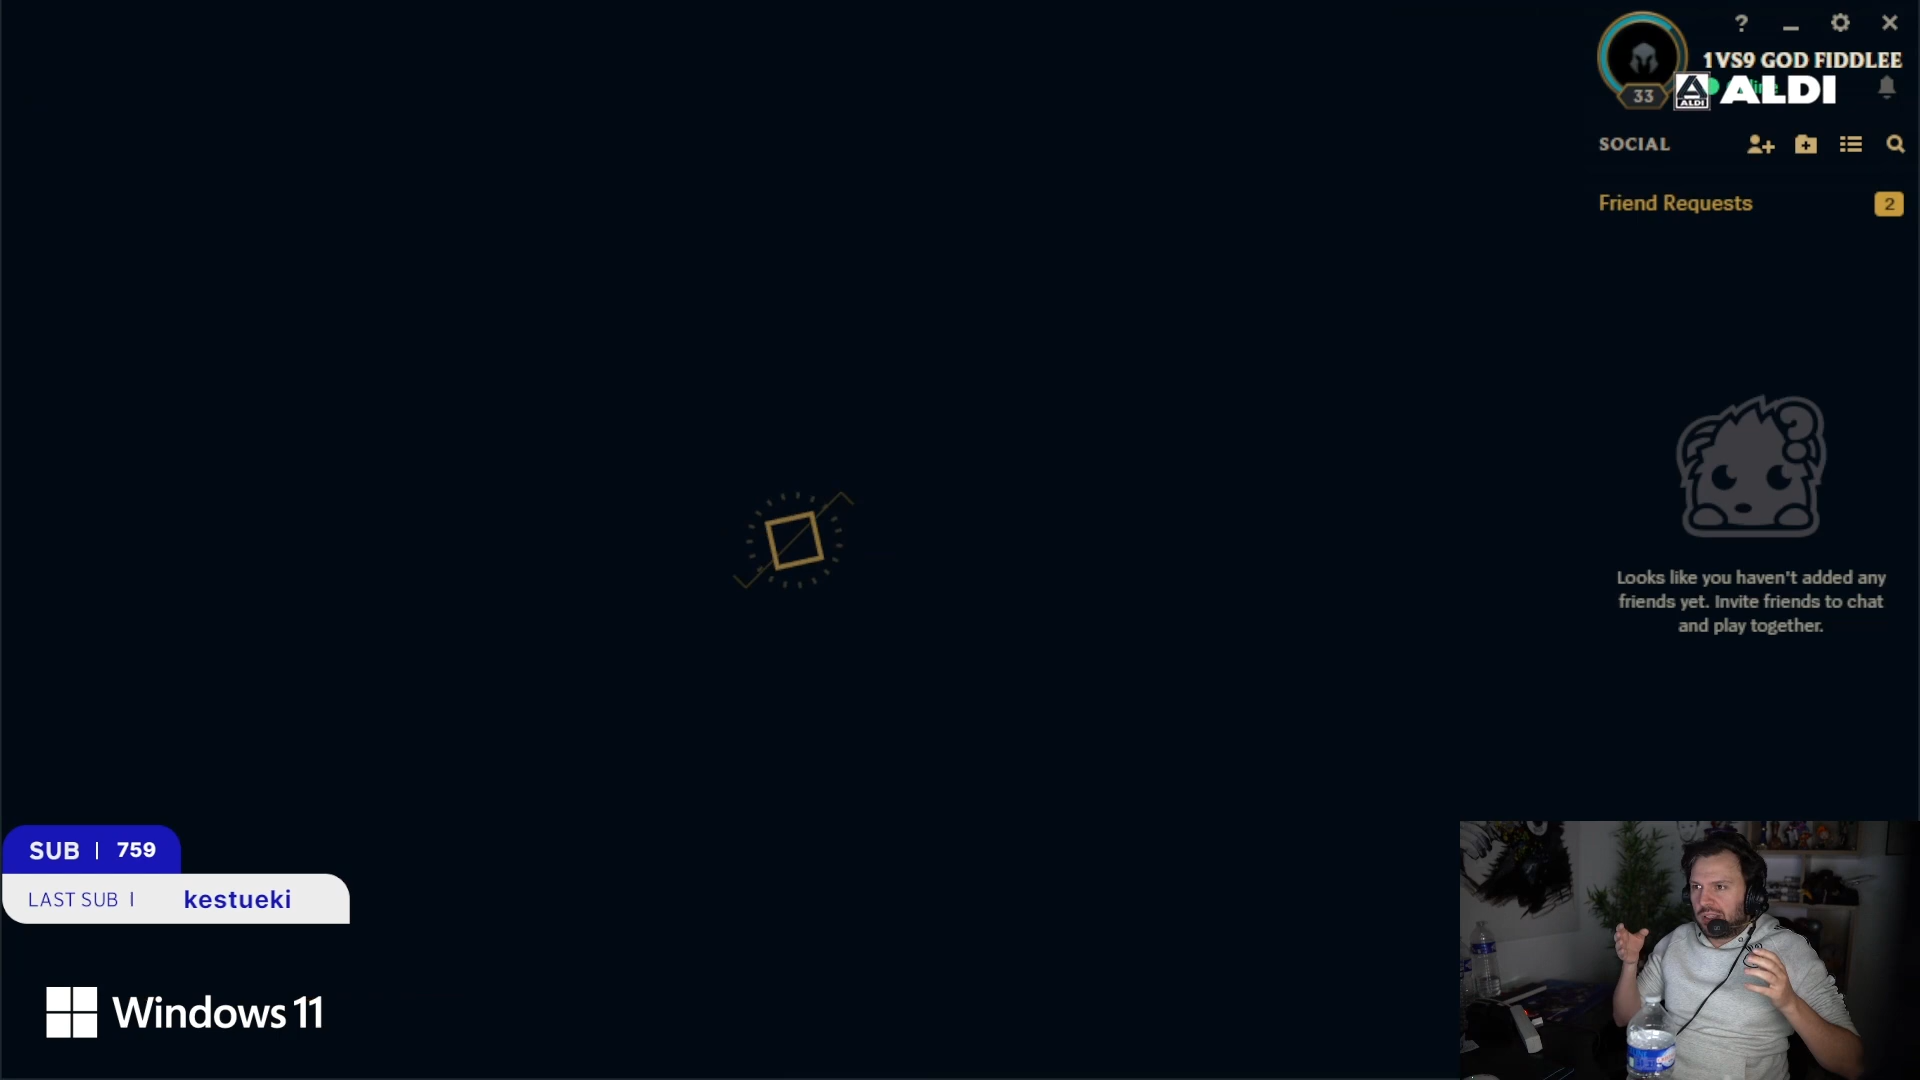 ?
1VS9 GOD FIDDLEE
33
ALDI
ALDI
SOCIAL
Friend Requests
2
Looks like you haven't added any
friends yet. Invite friends to chat
and play together.
SUB | 759
LAST SUB | kestueki
Windows 11